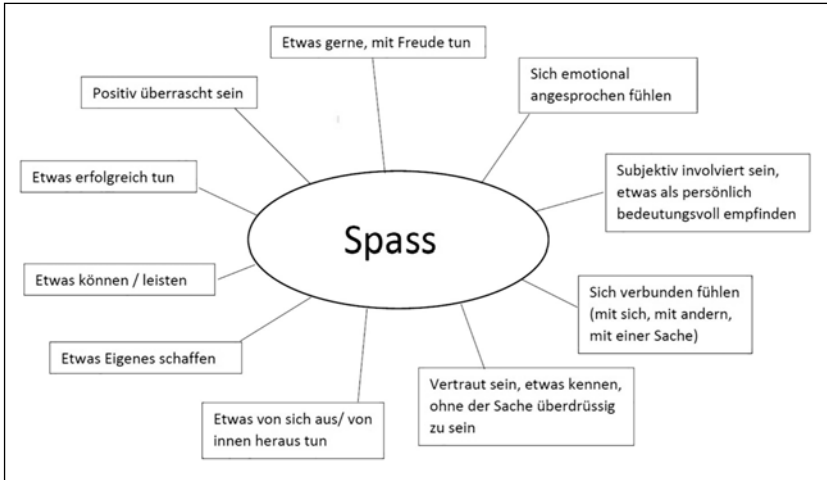 Etwas gerne, mit Freude tun
Sich emotional
angesprochen fühlen
Positiv überrascht sein
Etwas erfolgreich tun
Subjektiv involviert sein,
etwas als persönlich
bedeutungsvoll empfinden
Spass
Etwas können / leisten
Sich verbunden fühlen
(mit sich, mit andern,
mit einer Sache)
Etwas Eigenes schaffen
Vertraut sein, etwas kennen,
ohne der Sache überdrüssig
zu sein
Etwas von sich aus/ von
innen heraus tun